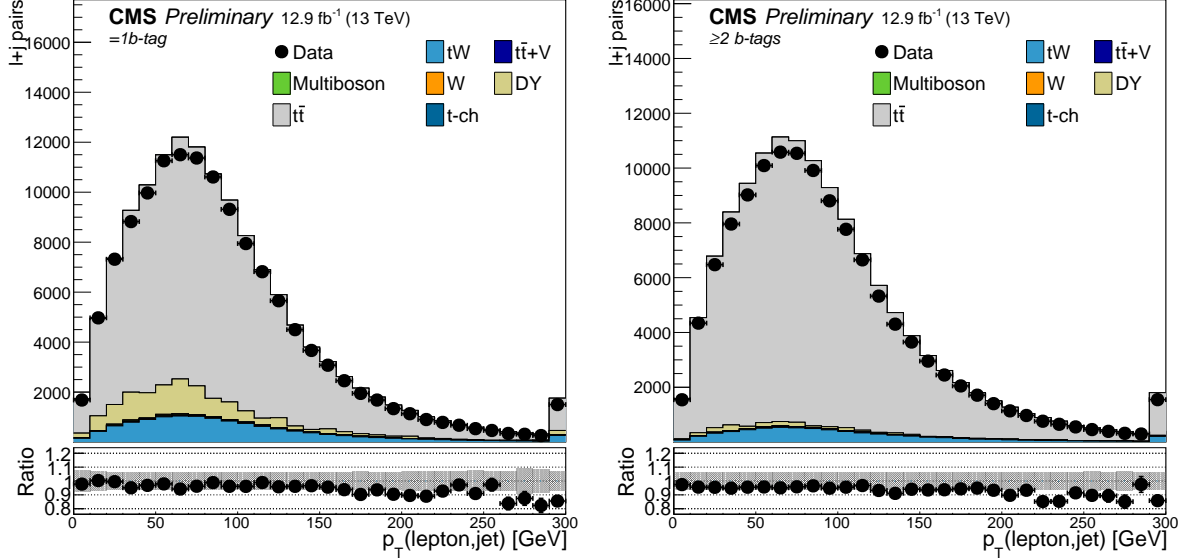 CMS Preliminary 12.9 fb⁻¹ (13 TeV)
=1b-tag
l+j pairs
16000
14000
12000
10000
8000
6000
4000
2000
Data
Multiboson
tt̄
tW
W
t-ch
tt̄+V
DY
Ratio
1.2
1.1
1
0.9
0.8
0 50 100 150 200 250 300
p_T(lepton,jet) [GeV]
CMS Preliminary 12.9 fb⁻¹ (13 TeV)
≥2 b-tags
l+j pairs
16000
14000
12000
10000
8000
6000
4000
2000
Data
Multiboson
tt̄
tW
W
t-ch
tt̄+V
DY
Ratio
1.2
1.1
1
0.9
0.8
0 50 100 150 200 250 300
p_T(lepton,jet) [GeV]